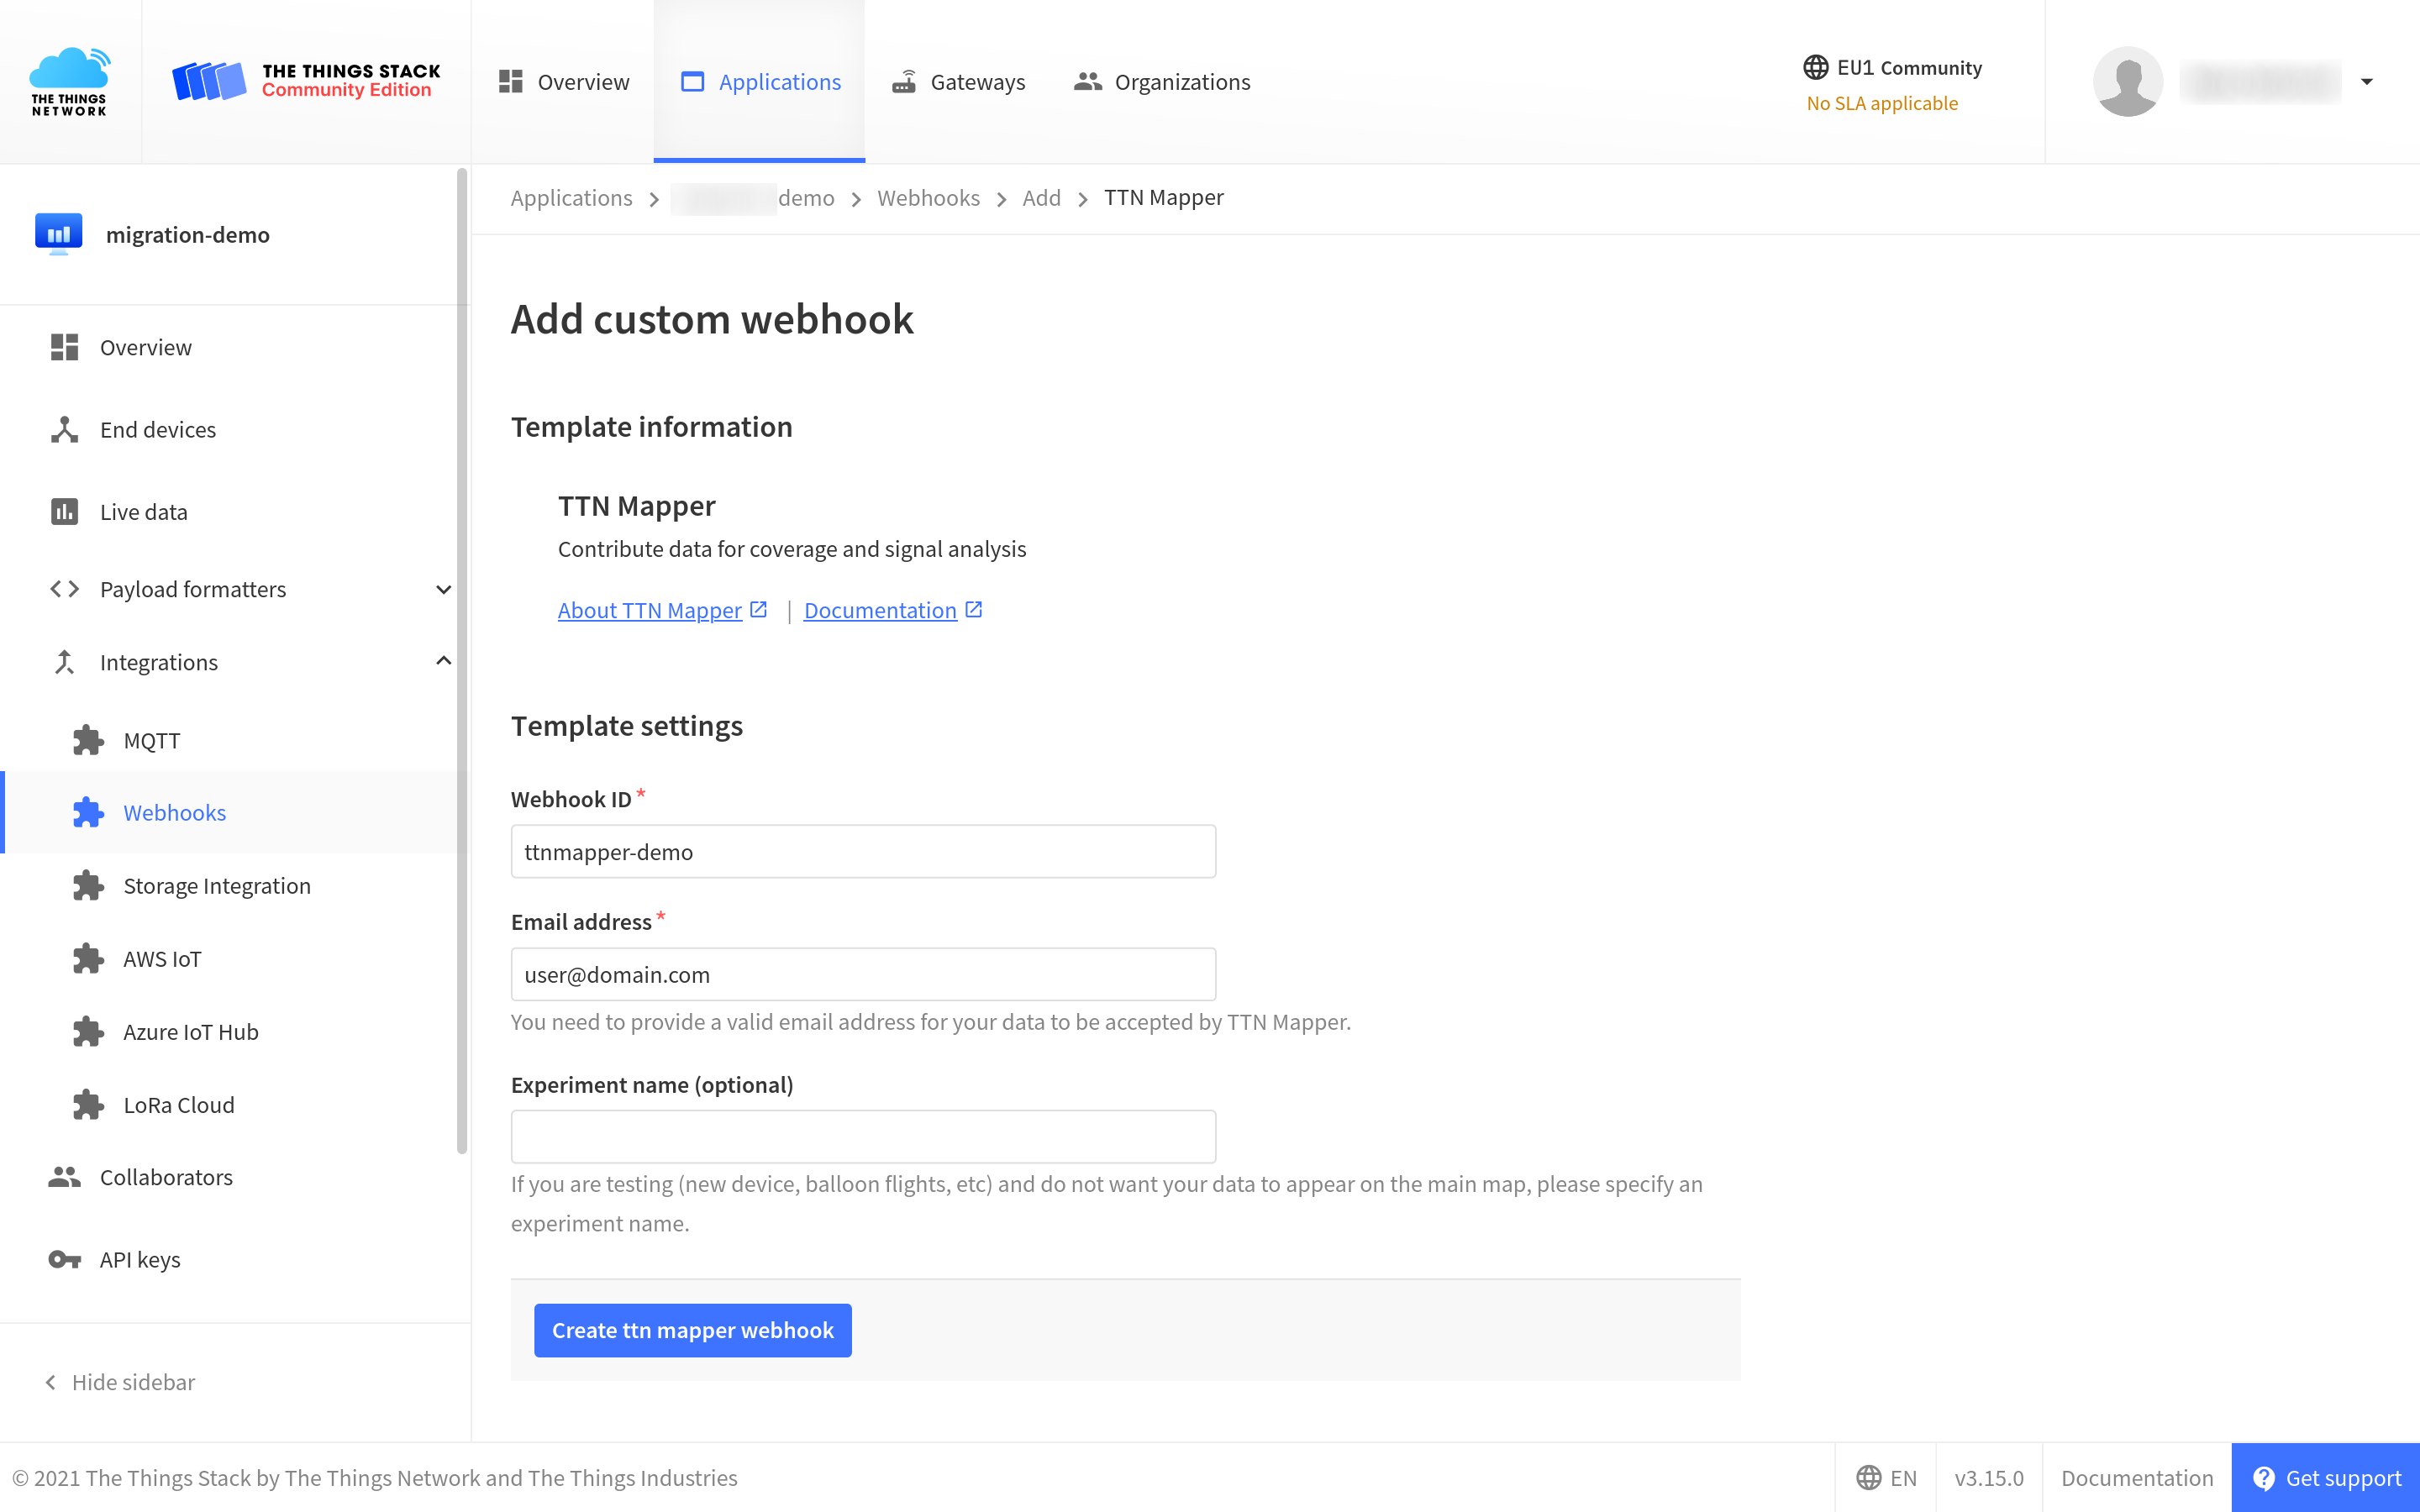 THE THINGS
NETWORK
THE THINGS STACK
Community Edition
Overview
Applications
Gateways
Organizations
EU1 Community
No SLA applicable
migration-demo
Overview
End devices
Live data
Payload formatters
Integrations
MQTT
Webhooks
Storage Integration
AWS IoT
Azure IoT Hub
LoRa Cloud
Collaborators
API keys
Hide sidebar
Applications > demo > Webhooks > Add > TTN Mapper
Add custom webhook
Template information
TTN Mapper
Contribute data for coverage and signal analysis
About TTN Mapper | Documentation
Template settings
Webhook ID *
ttnmapper-demo
Email address *
user@domain.com
You need to provide a valid email address for your data to be accepted by TTN Mapper.
Experiment name (optional)
If you are testing (new device, balloon flights, etc) and do not want your data to appear on the main map, please specify an
experiment name.
Create ttn mapper webhook
© 2021 The Things Stack by The Things Network and The Things Industries
EN
v3.15.0
Documentation
Get support